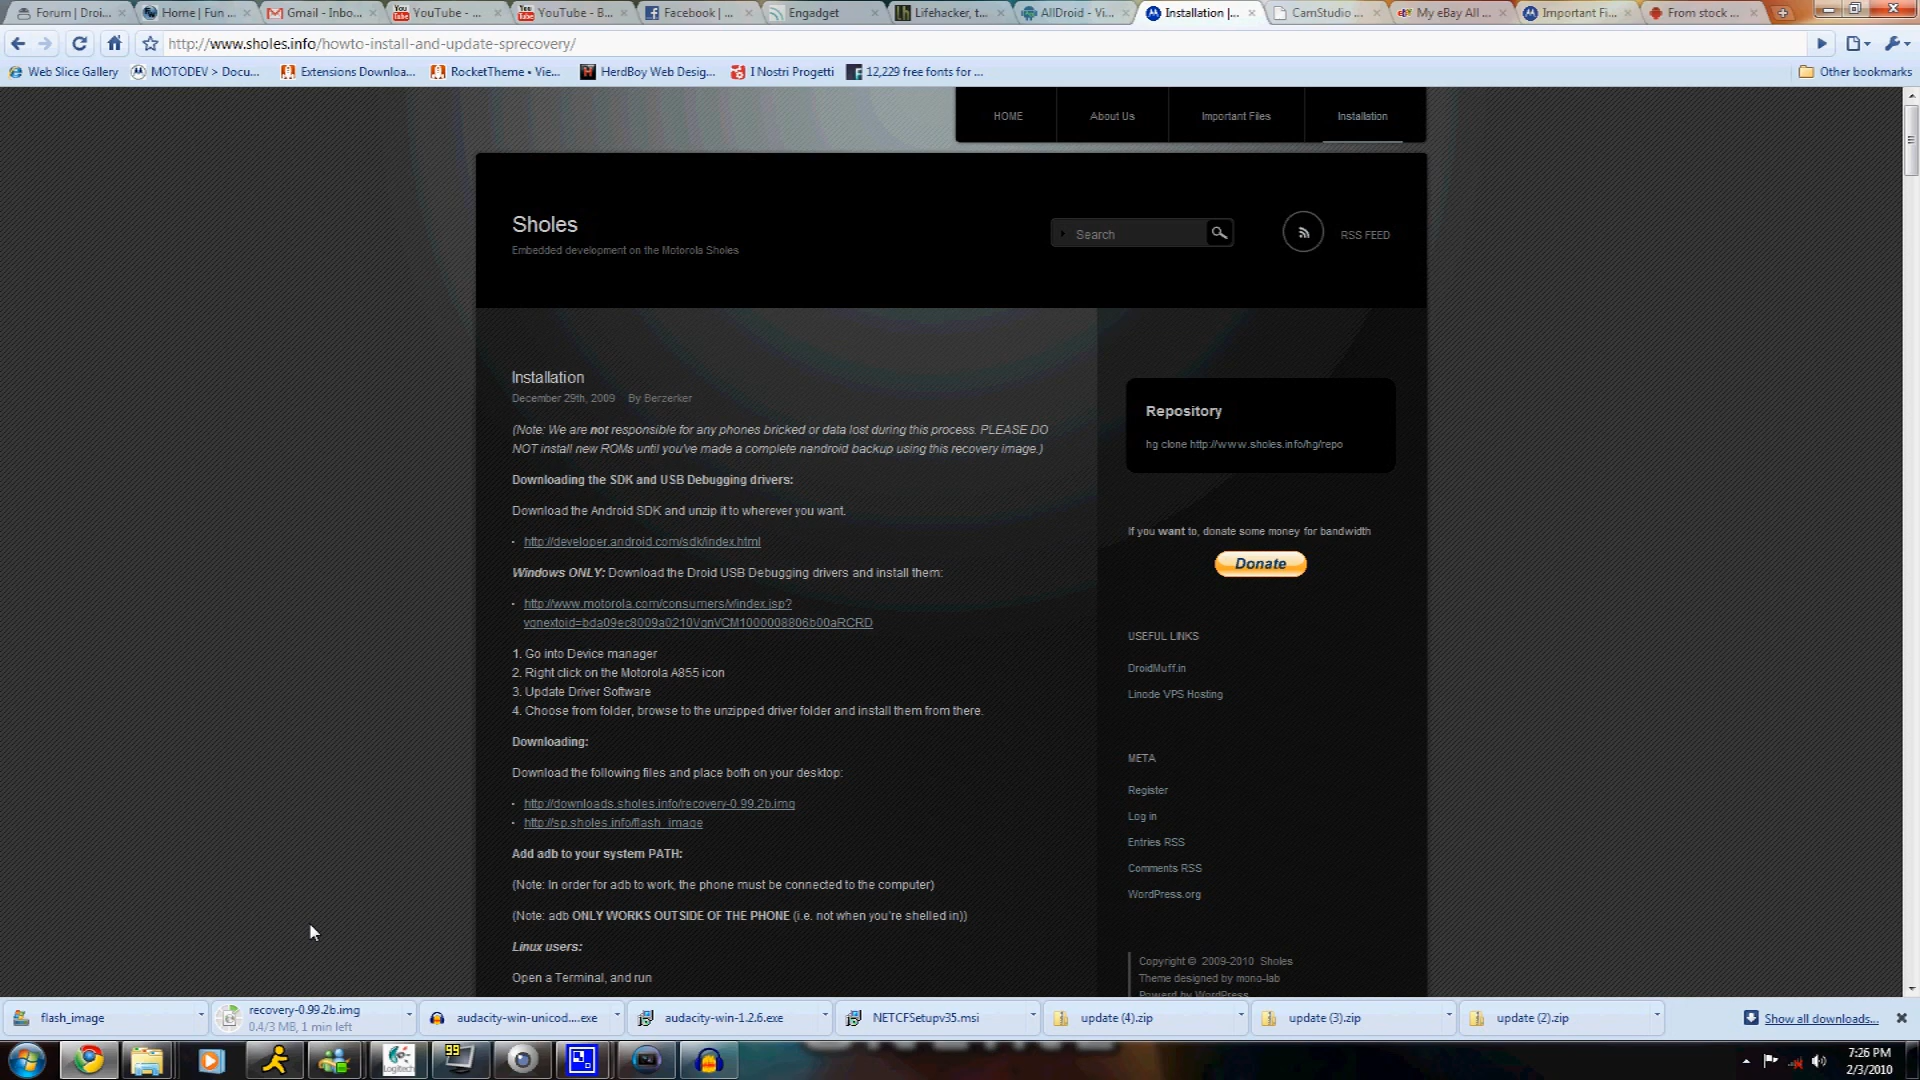 Forum | Droi...
Home | Fun ...
Gmail - Inbo...
YouTube - ...
YouTube - B...
Facebook | ...
Engadget
Lifehacker, t...
AllDroid - Vi...
Installation |...
CamStudio ...
My eBay All ...
Important Fi...
From stock ...
http://www.sholes.info/howto-install-and-update-sprecovery/
Web Slice Gallery
MOTODEV > Docu...
Extensions Downloa...
RocketTheme • Vie...
HerdBoy Web Desig...
I Nostri Progetti
12,229 free fonts for ...
Other bookmarks
HOME
About Us
Important Files
Installation
Sholes
Embedded development on the Motorola Sholes
Search
RSS FEED
Installation
December 29th, 2009 By Berzerker
(Note: We are not responsible for any phones bricked or data lost during this process. PLEASE DO
NOT install new ROMs until you've made a complete nandroid backup using this recovery image.)
Downloading the SDK and USB Debugging drivers:
Download the Android SDK and unzip it to wherever you want.
http://developer.android.com/sdk/index.html
Windows ONLY: Download the Droid USB Debugging drivers and install them:
http://www.motorola.com/consumers/v/index.jsp?
vgnextoid=bda09ec8009a0210VgnVCM1000008806b00aRCRD
1. Go into Device manager
2. Right click on the Motorola A855 icon
3. Update Driver Software
4. Choose from folder, browse to the unzipped driver folder and install them from there.
Downloading:
Download the following files and place both on your desktop:
http://downloads.sholes.info/recovery-0.99.2b.img
http://sp.sholes.info/flash_image
Add adb to your system PATH:
(Note: In order for adb to work, the phone must be connected to the computer)
(Note: adb ONLY WORKS OUTSIDE OF THE PHONE (i.e. not when you're shelled in))
Linux users:
Open a Terminal, and run
Repository
hg clone http://www.sholes.info/hg/repo
If you want to, donate some money for bandwidth
Donate
USEFUL LINKS
DroidMuff.in
Linode VPS Hosting
META
Register
Log in
Entries RSS
Comments RSS
WordPress.org
Copyright © 2009-2010 Sholes
Theme designed by mono-lab
Powerd by WordPress
flash_image
recovery-0.99.2b.img
0.4/3 MB, 1 min left
audacity-win-unicod....exe
audacity-win-1.2.6.exe
NETCFSetupv35.msi
update (4).zip
update (3).zip
update (2).zip
Show all downloads...
Logitech
99
7:26 PM
2/3/2010